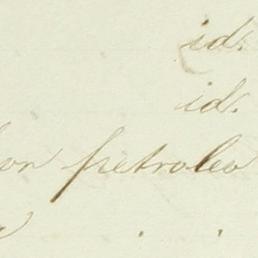 id.
id.
petroleo
. .